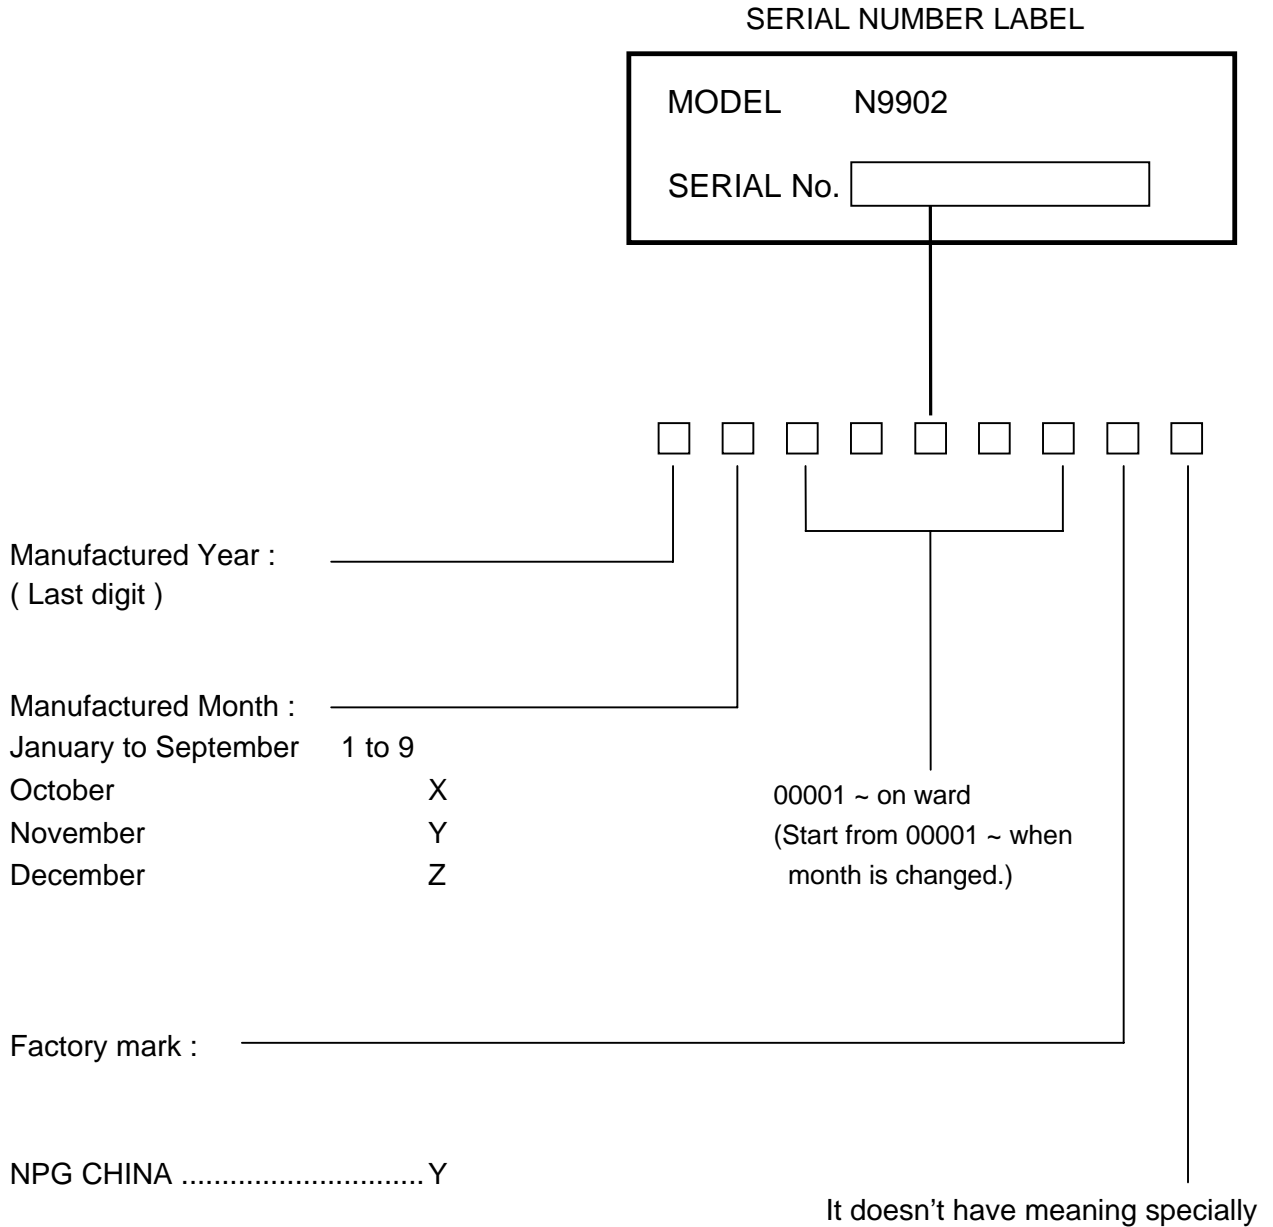 SERIAL NUMBER LABEL
MODEL N9902
SERIAL No.
Manufactured Year :
( Last digit )
Manufactured Month :
January to September 1 to 9
October X
November Y
December Z
00001 ~ on ward
(Start from 00001 ~ when
month is changed.)
Factory mark :
NPG CHINA .............................. Y
It doesn't have meaning specially